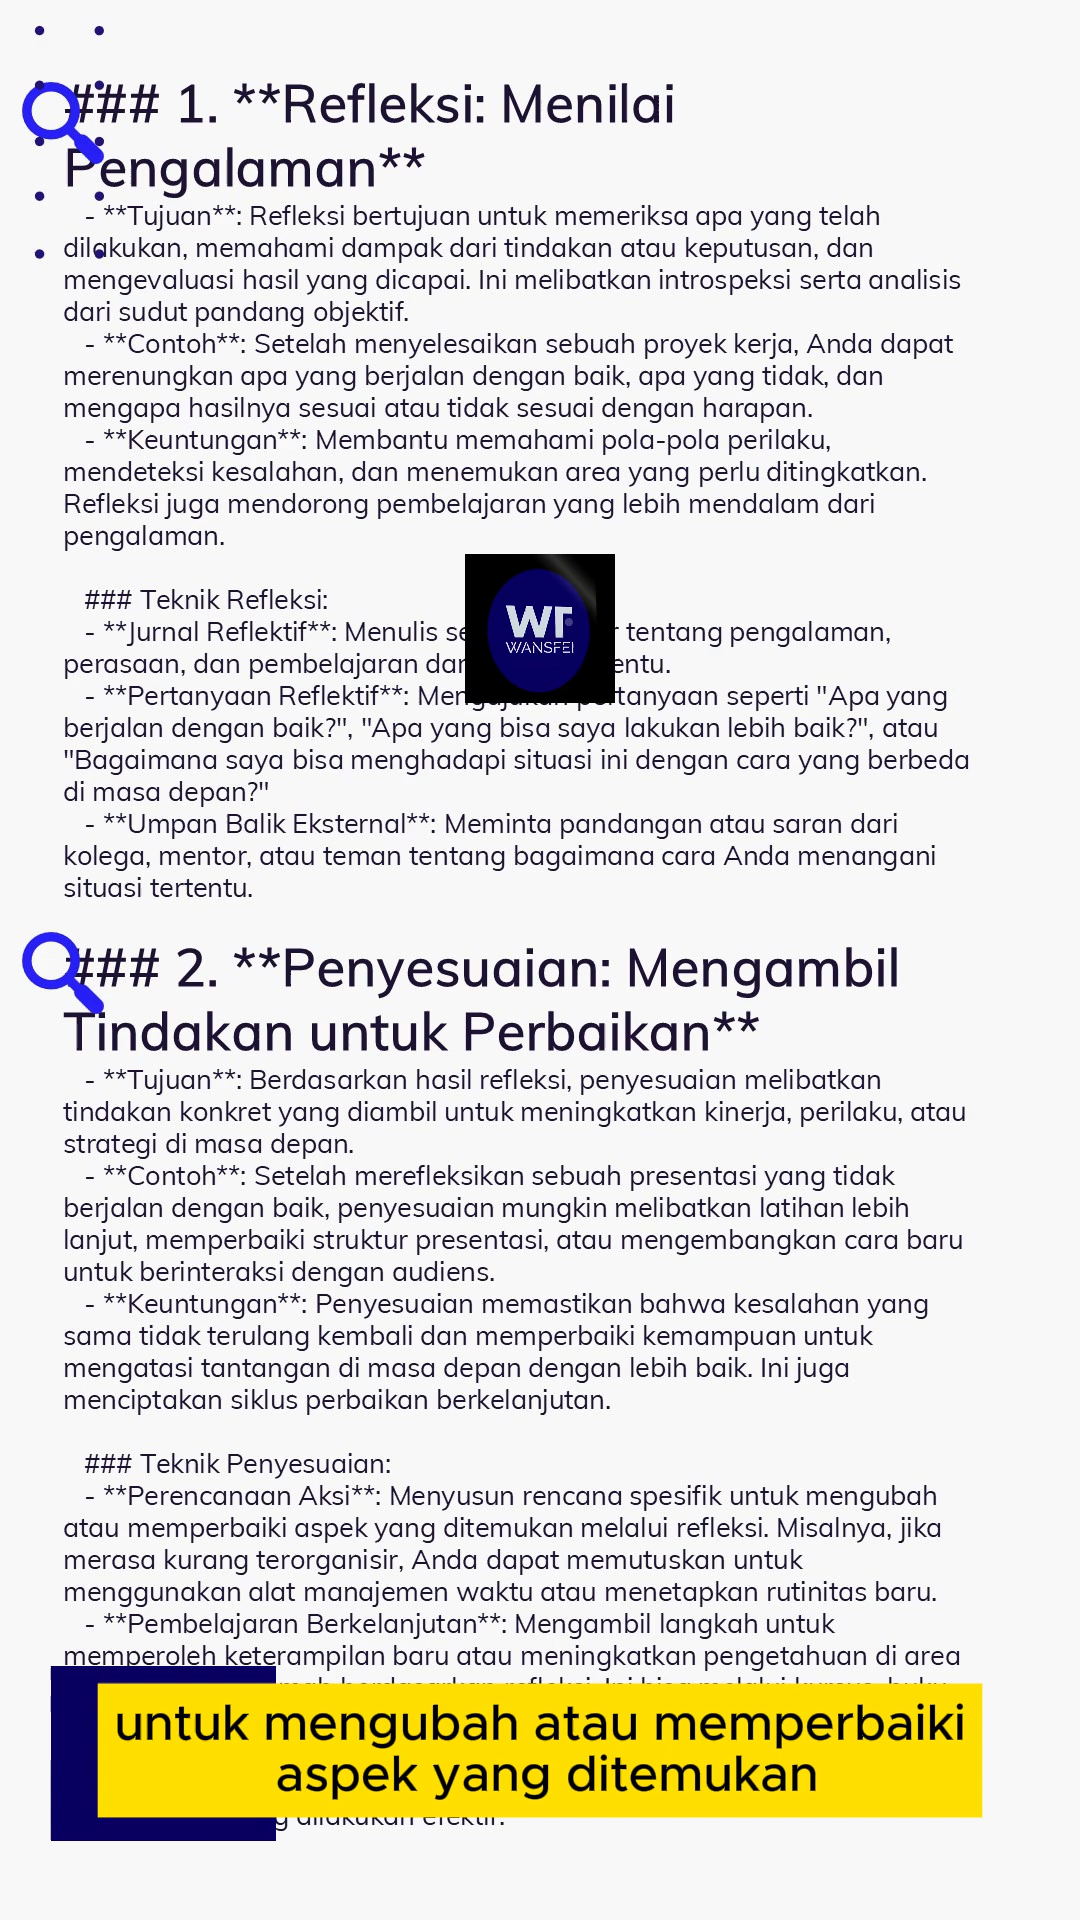 ### 1. **Refleksi: Menilai
Pengalaman**
- **Tujuan**: Refleksi bertujuan untuk memeriksa apa yang telah
dilakukan, memahami dampak dari tindakan atau keputusan, dan
mengevaluasi hasil yang dicapai. Ini melibatkan introspeksi serta analisis
dari sudut pandang objektif.
- **Contoh**: Setelah menyelesaikan sebuah proyek kerja, Anda dapat
merenungkan apa yang berjalan dengan baik, apa yang tidak, dan
mengapa hasilnya sesuai atau tidak sesuai dengan harapan.
- **Keuntungan**: Membantu memahami pola-pola perilaku,
mendeteksi kesalahan, dan menemukan area yang perlu ditingkatkan.
Refleksi juga mendorong pembelajaran yang lebih mendalam dari
pengalaman.
### Teknik Refleksi:
- **Jurnal Reflektif**: Menulis tentang pengalaman,
perasaan, dan pembelajaran
WF
WANSFEI
- **Pertanyaan Reflektif**: Mengajukan pertanyaan seperti "Apa yang
berjalan dengan baik?", "Apa yang bisa saya lakukan lebih baik?", atau
"Bagaimana saya bisa menghadapi situasi ini dengan cara yang berbeda
di masa depan?"
- **Umpan Balik Eksternal**: Meminta pandangan atau saran dari
kolega, mentor, atau teman tentang bagaimana cara Anda menangani
situasi tertentu.
### 2. **Penyesuaian: Mengambil
Tindakan untuk Perbaikan**
- **Tujuan**: Berdasarkan hasil refleksi, penyesuaian melibatkan
tindakan konkret yang diambil untuk meningkatkan kinerja, perilaku, atau
strategi di masa depan.
- **Contoh**: Setelah merefleksikan sebuah presentasi yang tidak
berjalan dengan baik, penyesuaian mungkin melibatkan latihan lebih
lanjut, memperbaiki struktur presentasi, atau mengembangkan cara baru
untuk berinteraksi dengan audiens.
- **Keuntungan**: Penyesuaian memastikan bahwa kesalahan yang
sama tidak terulang kembali dan memperbaiki kemampuan untuk
mengatasi tantangan di masa depan dengan lebih baik. Ini juga
menciptakan siklus perbaikan berkelanjutan.
### Teknik Penyesuaian:
- **Perencanaan Aksi**: Menyusun rencana spesifik untuk mengubah
atau memperbaiki aspek yang ditemukan melalui refleksi. Misalnya, jika
merasa kurang terorganisir, Anda dapat memutuskan untuk
menggunakan alat manajemen waktu atau menetapkan rutinitas baru.
- **Pembelajaran Berkelanjutan**: Mengambil langkah untuk
memperoleh keterampilan baru atau meningkatkan pengetahuan di area
untuk mengubah atau memperbaiki
aspek yang ditemukan
dilakukan efektif.